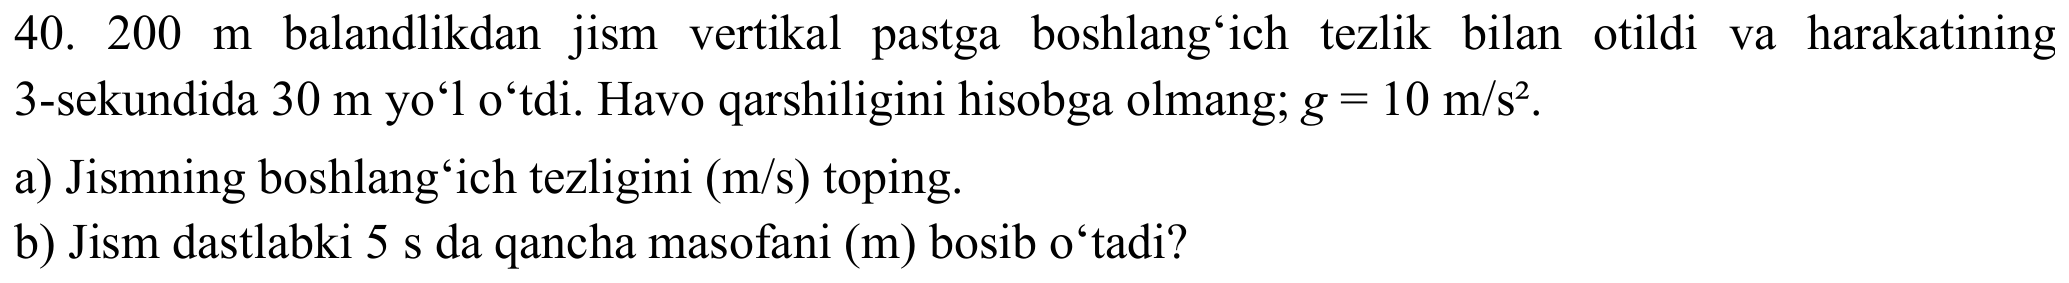 40. 200 m balandlikdan jism vertikal pastga boshlang‘ich tezlik bilan otildi va harakatining
3-sekundida 30 m yo‘l o‘tdi. Havo qarshiligini hisobga olmang; g = 10 m/s².
a) Jismning boshlang‘ich tezligini (m/s) toping.
b) Jism dastlabki 5 s da qancha masofani (m) bosib o‘tadi?